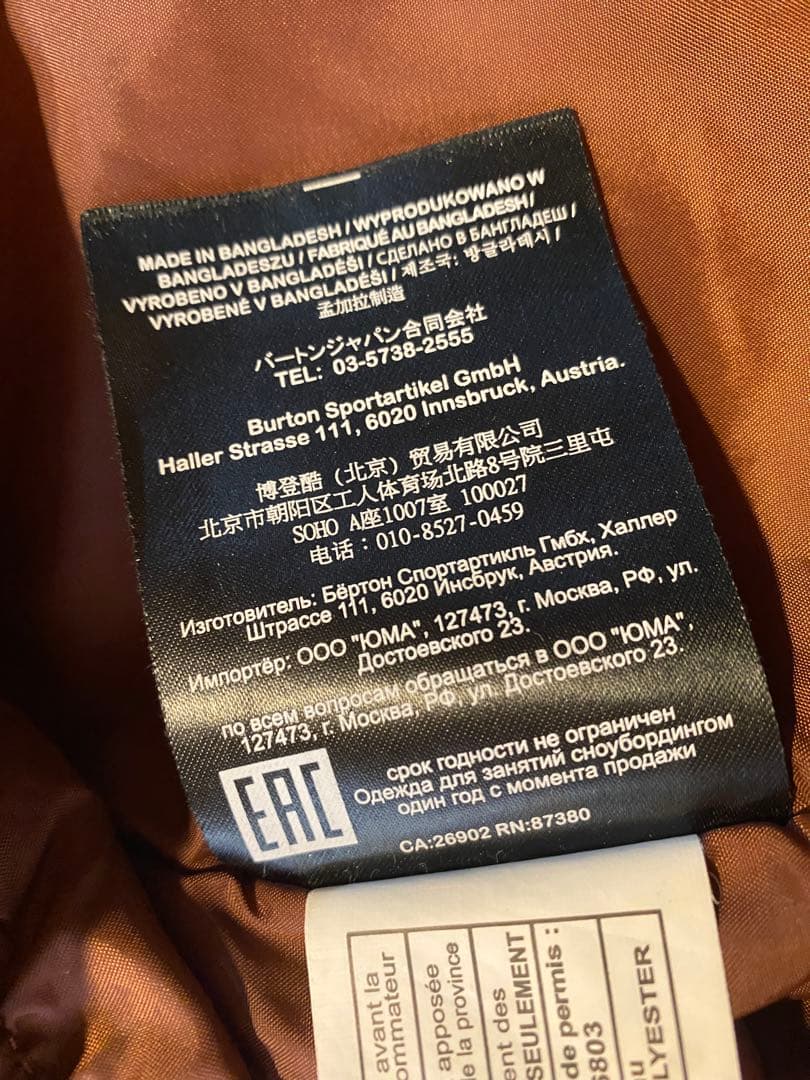 MADE IN BANGLADESH / WYPRODUKOWANO W
BANGLADESZU / FABRIQUÉ AU BANGLADESH /
VYROBENO V BANGLADÉŠI / СДЕЛАНО В БАНГЛАДЕШ /
VYROBENÉ V BANGLADÉŠI / 제조국: 방글라데시 /
孟加拉制造
バートンジャパン合同会社
TEL: 03-5738-2555
Burton Sportartikel GmbH
Haller Strasse 111, 6020 Innsbruck, Austria.
博登酷（北京）贸易有限公司
北京市朝阳区工人体育场北路8号院三里屯
SOHO A座1007室 100027
电话：010-8527-0459
Изготовитель: Бёртон Спортартикль Гмбх, Халлер
Штрассе 111, 6020 Инсбрук, Австрия.
Импортёр: ООО "ЮМА", 127473, г. Москва, РФ, ул.
Достоевского 23.
по всем вопросам обращаться в ООО "ЮМА",
127473, г. Москва, РФ, ул. Достоевского 23.
EAC
срок годности не ограничен
Одежда для занятий сноубордингом
один год с момента продажи
CA:26902 RN:87380
avant la
ommateur
apposée
e la province
ent des
SEULEMENT
de permis :
6803
u
LYESTER